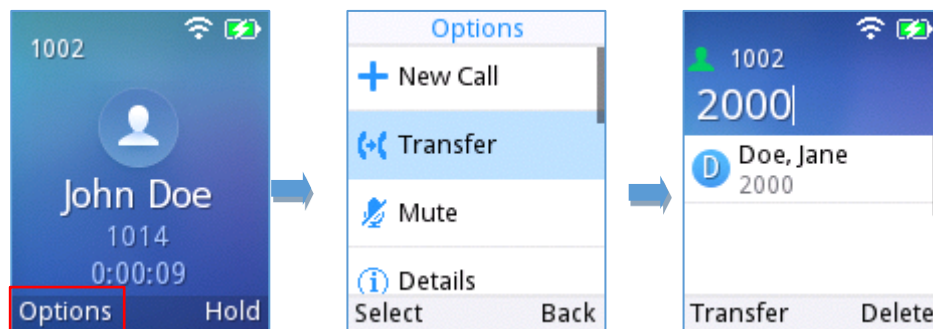 1002
John Doe
1014
0:00:09
Options Hold
Options
New Call
Transfer
Mute
Details
Select Back
1002
2000
D Doe, Jane
2000
Transfer Delete